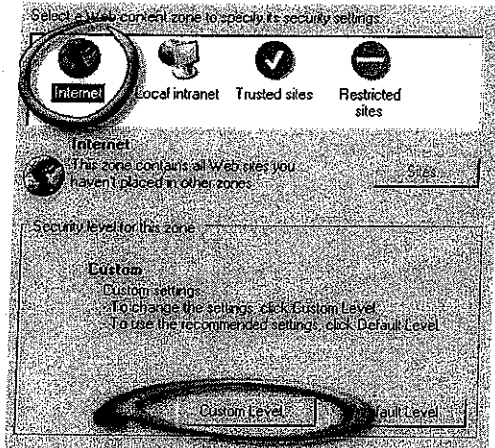 Select a Web content zone to specify its security settings.
Internet Local intranet Trusted sites Restricted
sites
Internet
This zone contains all Web sites you
haven't placed in other zones
Sites
Security level for this zone
Custom
Custom settings.
- To change the settings, click Custom Level.
- To use the recommended settings, click Default Level.
Custom Level... Default Level